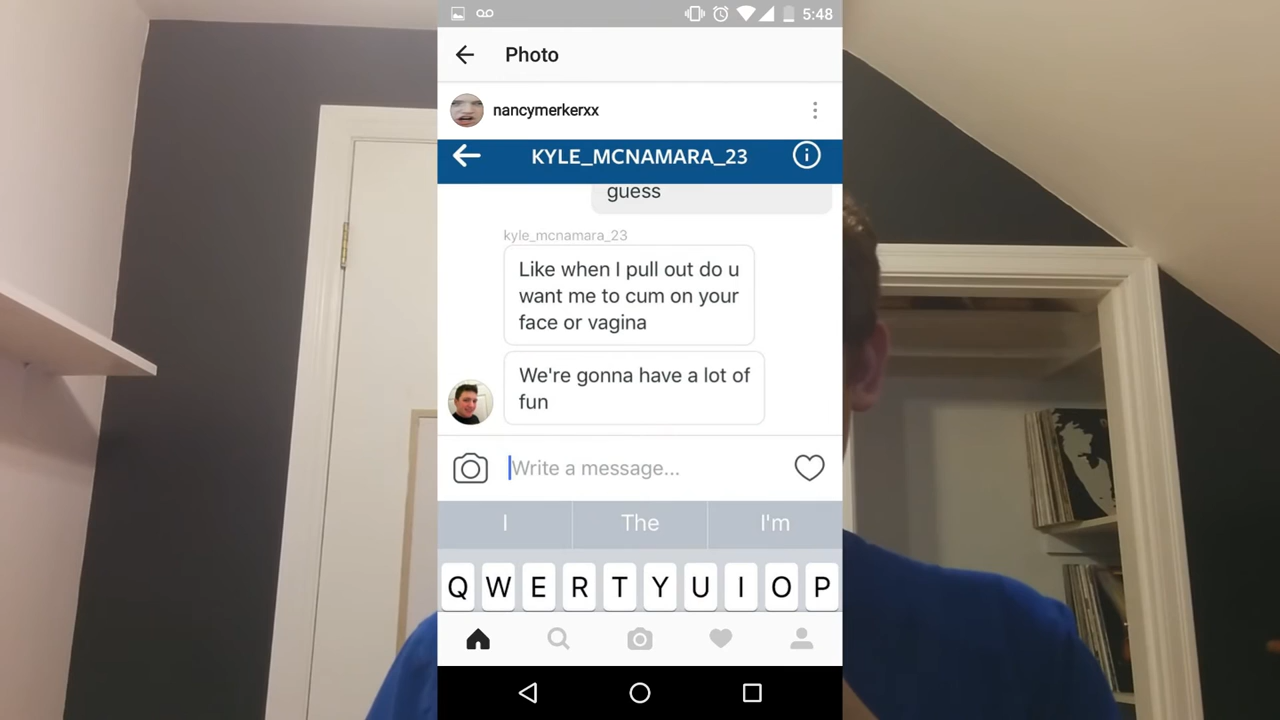 5:48
Photo
nancymerkerxx
KYLE_MCNAMARA_23
guess
kyle_mcnamara_23
Like when I pull out do u
want me to cum on your
face or vagina
We're gonna have a lot of
fun
Write a message...
I The I'm
Q W E R T Y U I O P